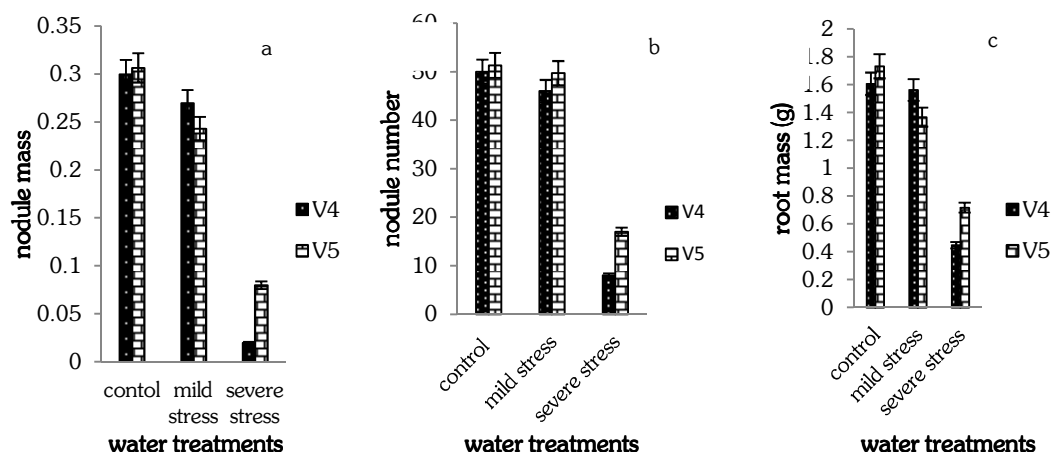 0.35
0.3
0.25
0.2
0.15
0.1
0.05
0
nodule mass
a
V4
V5
contol
mild stress
severe stress
water treatments
60
50
40
30
20
10
0
nodule number
b
V4
V5
control
mild stress
severe stress
water treatments
2
1.6
1.4
1.2
1
0.8
0.6
0.4
0.2
0
root mass (g)
c
V4
V5
control
mild stress
severe stress
water treatments